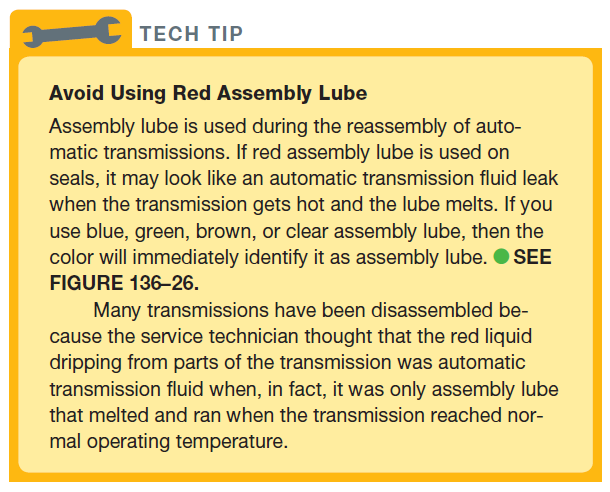 TECH TIP
Avoid Using Red Assembly Lube
Assembly lube is used during the reassembly of auto-
matic transmissions. If red assembly lube is used on
seals, it may look like an automatic transmission fluid leak
when the transmission gets hot and the lube melts. If you
use blue, green, brown, or clear assembly lube, then the
color will immediately identify it as assembly lube. ● SEE
FIGURE 136–26.
Many transmissions have been disassembled be-
cause the service technician thought that the red liquid
dripping from parts of the transmission was automatic
transmission fluid when, in fact, it was only assembly lube
that melted and ran when the transmission reached nor-
mal operating temperature.